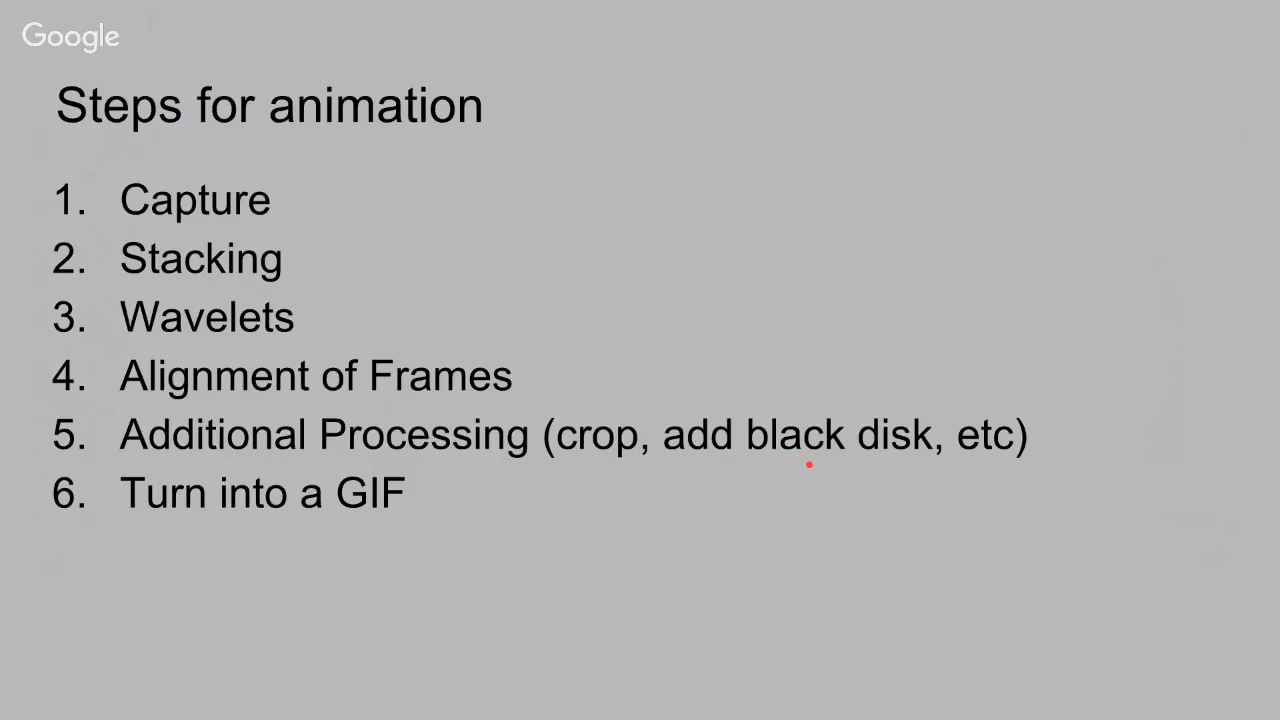 Google
Steps for animation
1. Capture
2. Stacking
3. Wavelets
4. Alignment of Frames
5. Additional Processing (crop, add black disk, etc)
6. Turn into a GIF